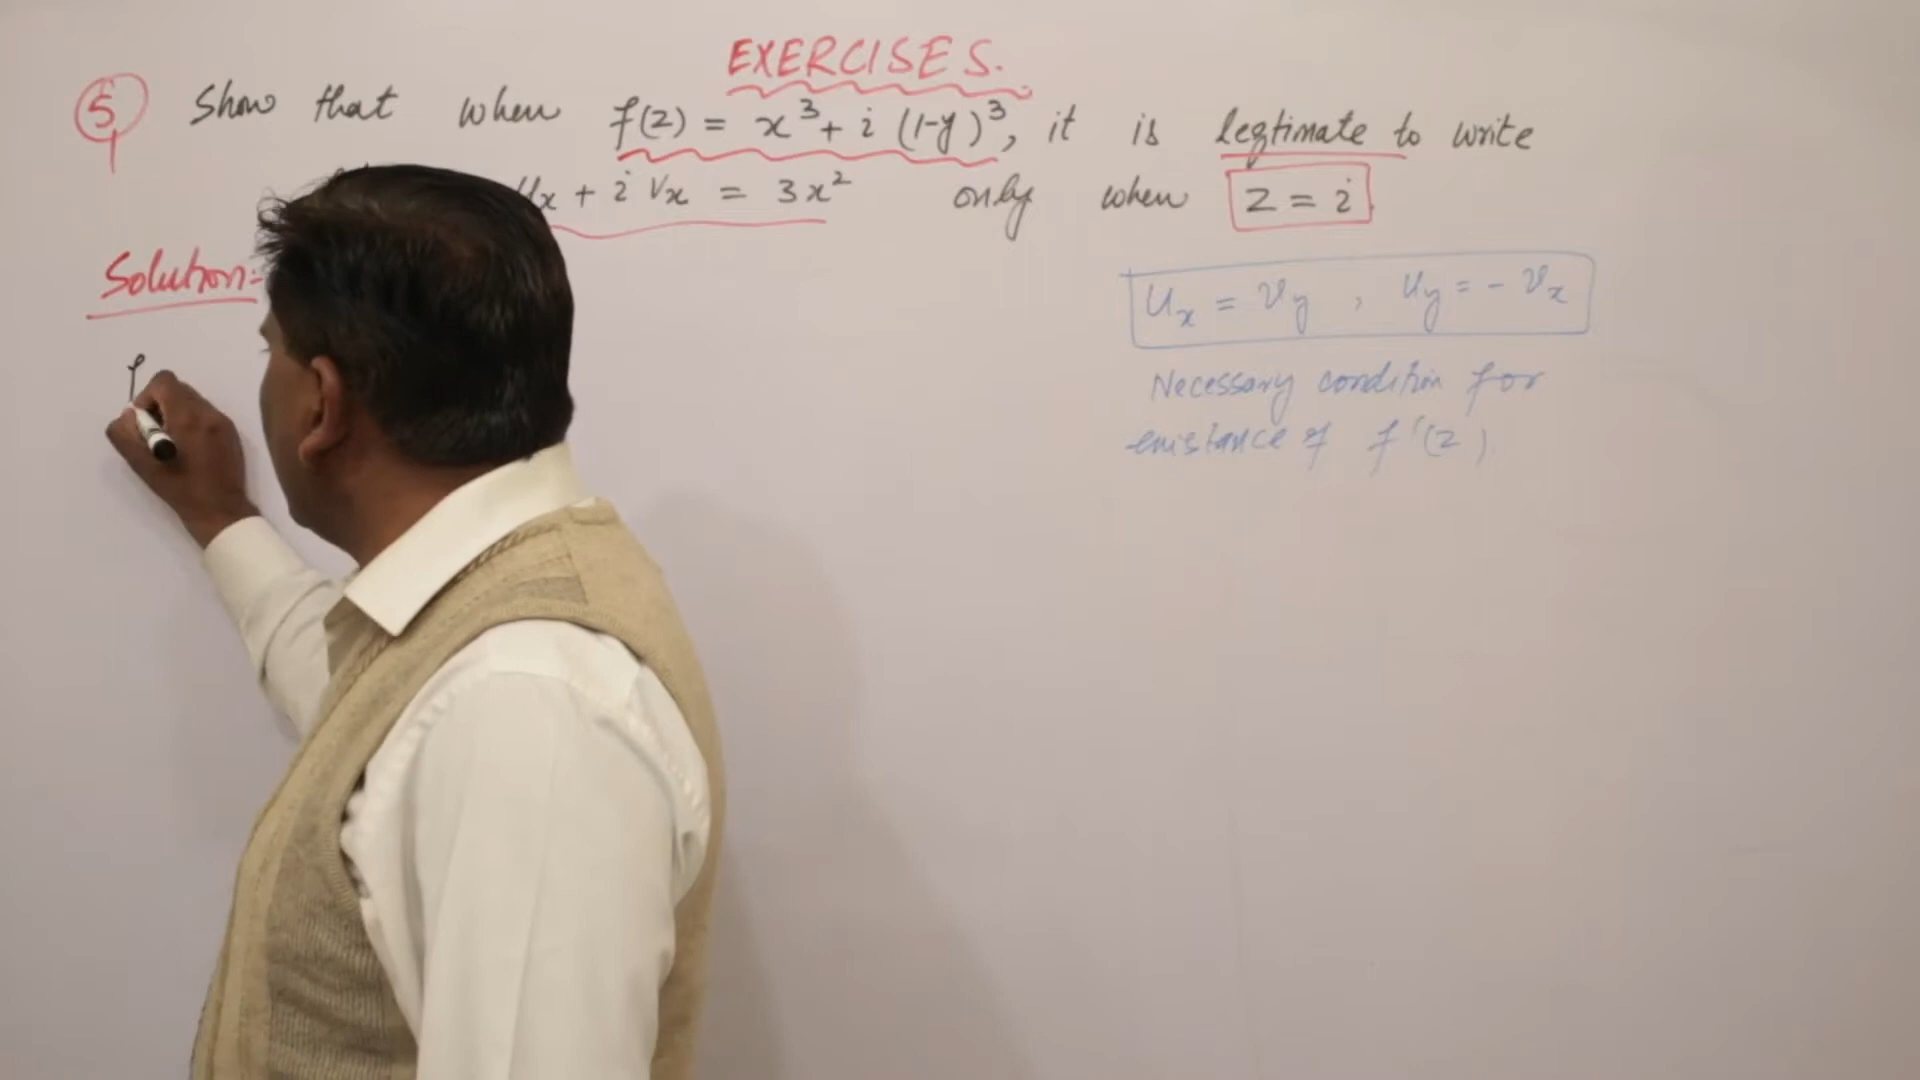 EXERCISES.
5 Show that when f(z) = x³ + i (1-y)³, it is legtimate to write
Ux + i Vx = 3x² only when z = i
Solution:-
Ux = Vy , Uy = - Vx
Necessary condition for
enistance of f'(z).
f